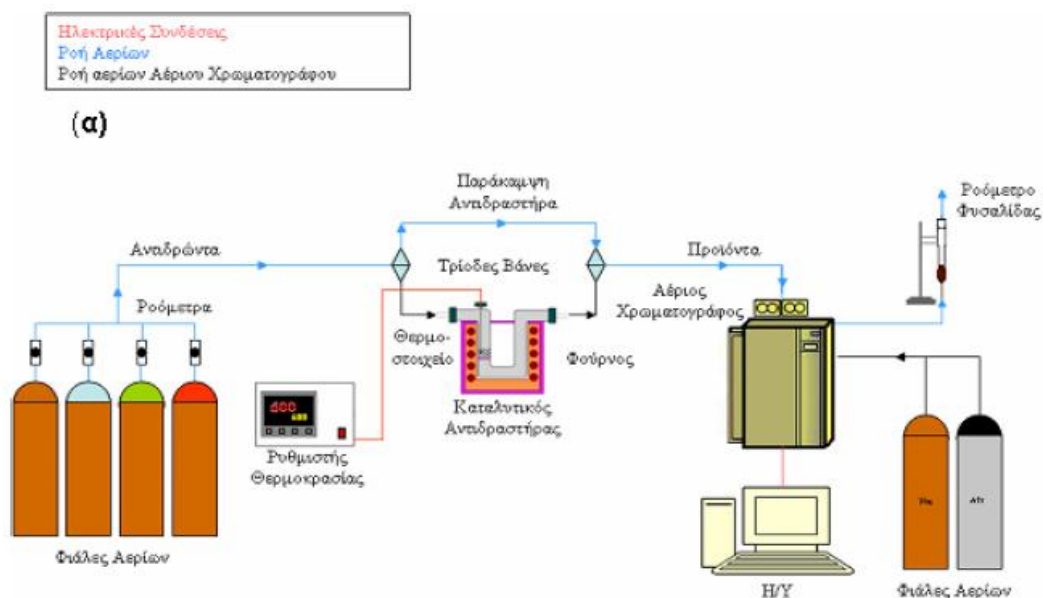 Ηλεκτρικές Συνδέσεις
Ροή Αερίων
Ροή αερίων Αέριου Χρωματογράφου
(α)
Παράκαμψη
Αντιδραστήρα
Ροόμετρο
Φυσαλίδας
Αντιδρώντα
Τρίοδες Βάνες
Προϊόντα
Ροόμετρα
Αέριος
Χρωματογράφος
Θερμο-
στοιχείο
Φούρνος
Καταλυτικός
Αντιδραστήρας
Ρυθμιστής
Θερμοκρασίας
Φιάλες Αερίων
Η/Υ
Φιάλες Αερίων